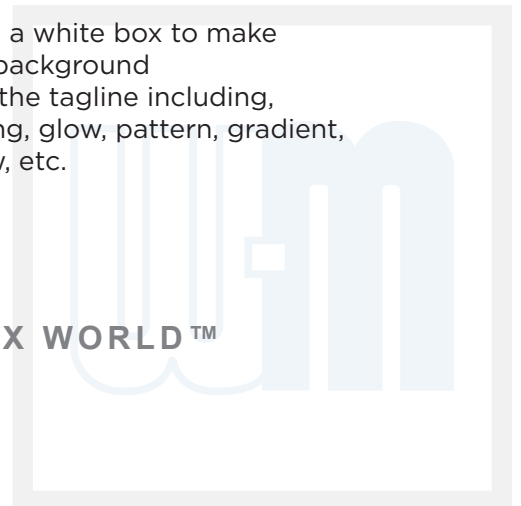 a white box to make
background
the tagline including,
ng, glow, pattern, gradient,
, etc.
X WORLD™
w-m